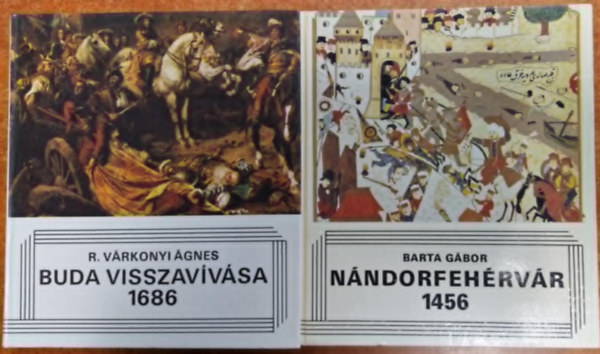 R. VÁRKONYI ÁGNES
BUDA VISSZAVÍVÁSA
1686
BARTA GÁBOR
NÁNDORFEHÉRVÁR
1456